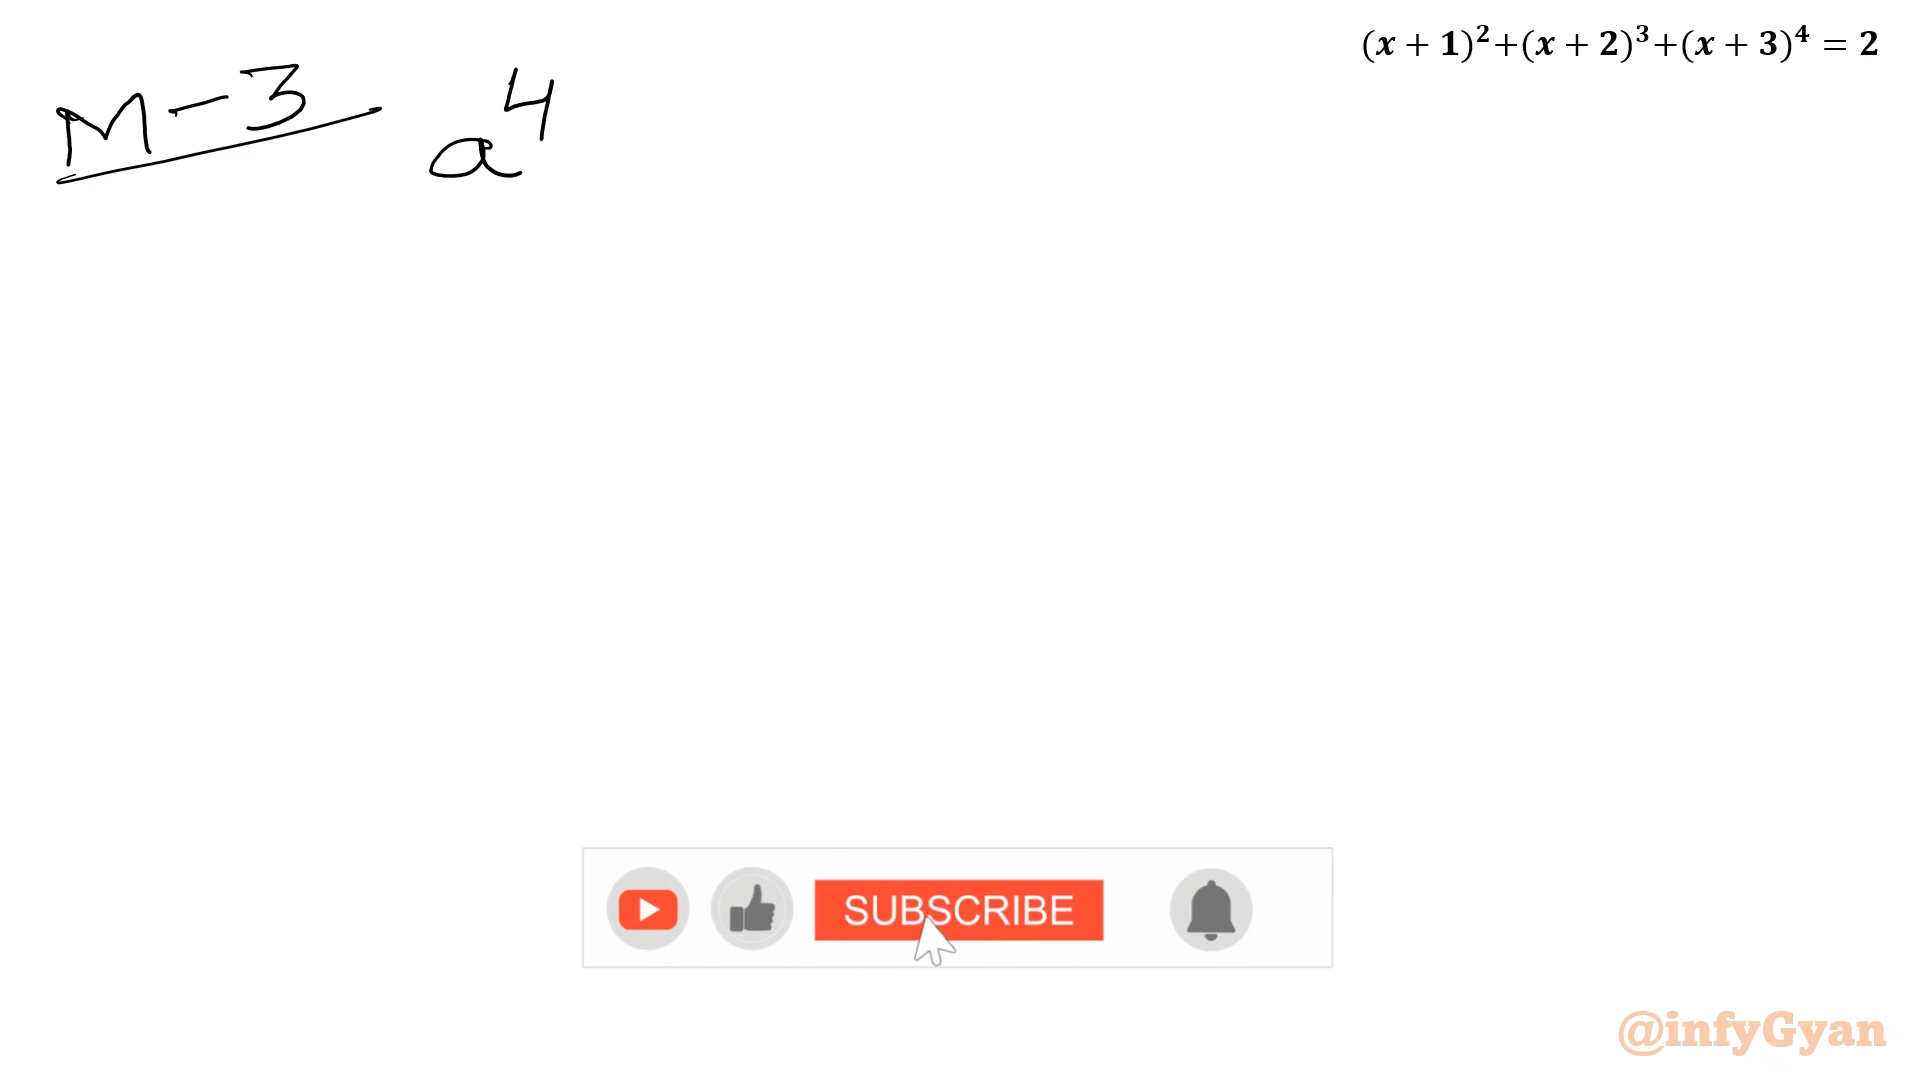 (x + 1)²+(x + 2)³+(x + 3)⁴ = 2
M-3 a⁴
SUBSCRIBE
@infyGyan